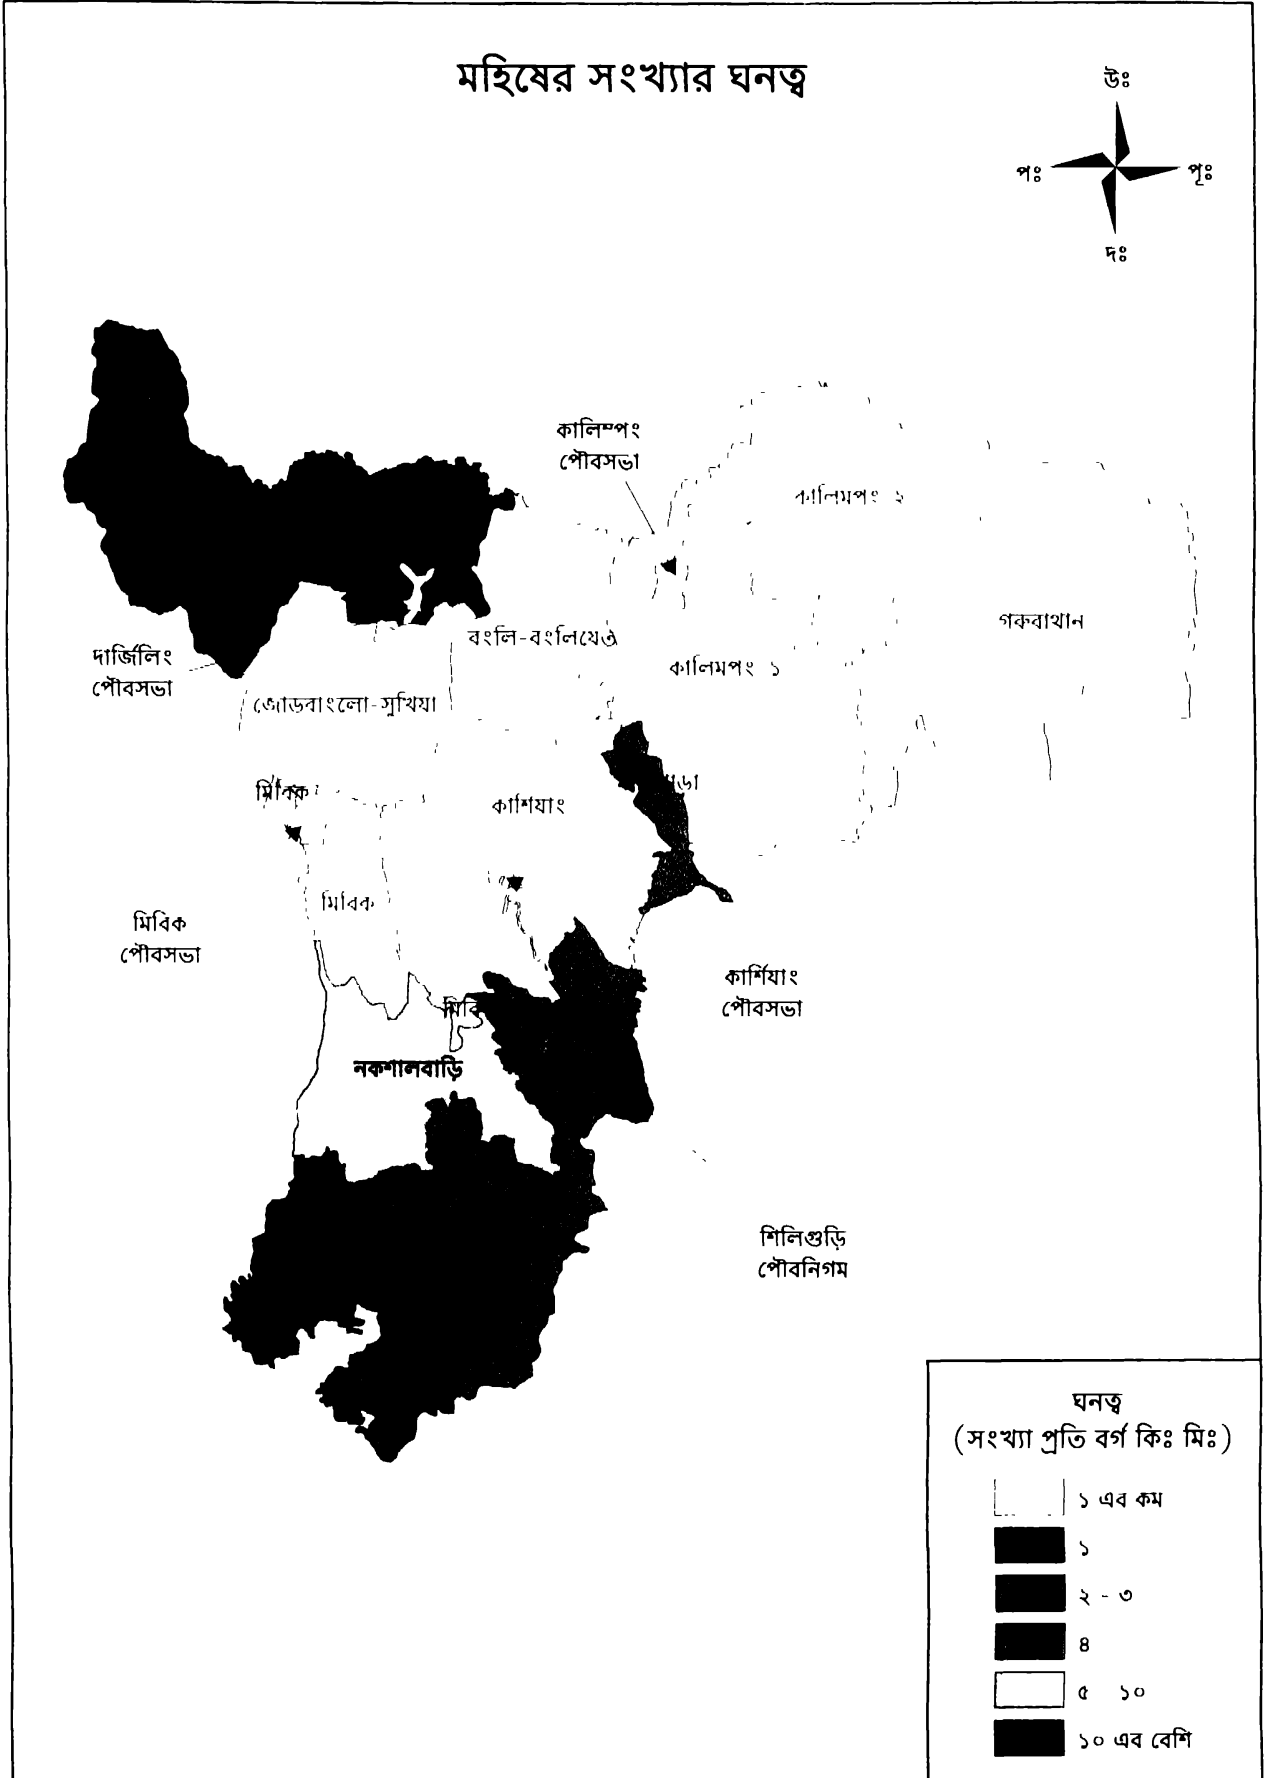 মহিষের সংখ্যার ঘনত্ব
উঃ
পঃ
পূঃ
দঃ
কালিম্পং
পৌবসভা
কালিমপং ২
গরুবাথান
বংলি-বংলিযেত
দার্জিলিং
পৌবসভা
কালিমপং ১
জোডবাংলো-সুখিযা
মিবিক
কাশিযাং
মিবিক
মিবিক
পৌবসভা
কার্শিযাং
পৌবসভা
নকশালবাড়ি
শিলিগুড়ি
পৌবনিগম
ঘনত্ব
(সংখ্যা প্রতি বর্গ কিঃ মিঃ)
১ এব কম
১
২ - ৩
৪
৫ ১০
১০ এব বেশি